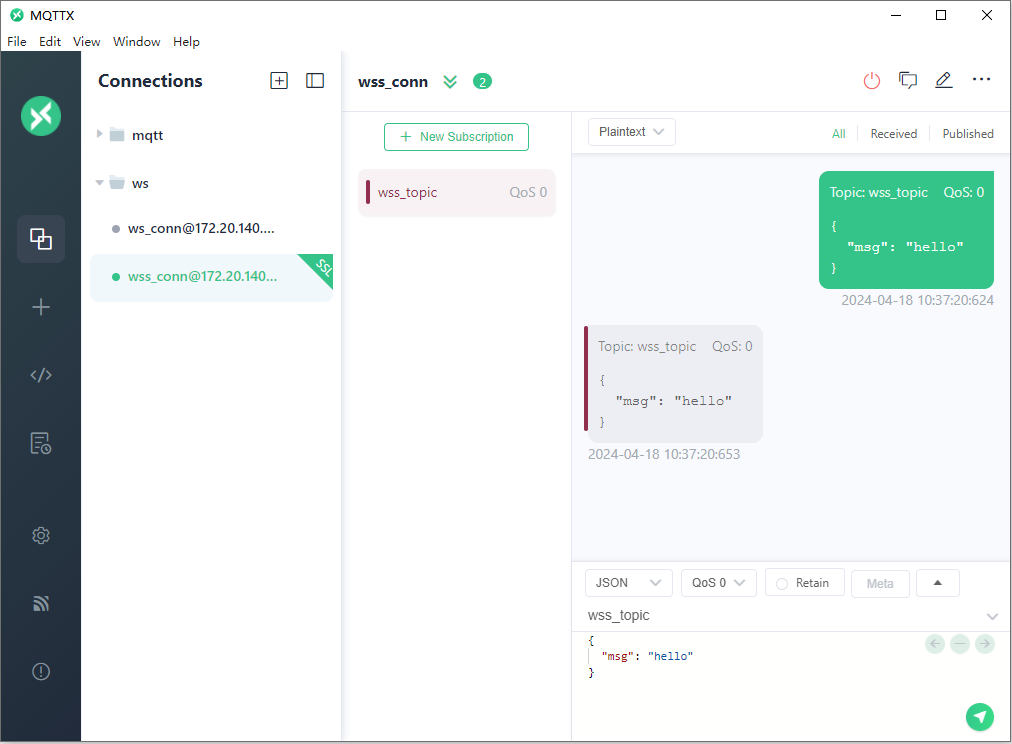 MQTTX
File Edit View Window Help
Connections
mqtt
ws
ws_conn@172.20.140....
wss_conn@172.20.140...
SSL
wss_conn 2
+ New Subscription
wss_topic QoS 0
Plaintext
All Received Published
Topic: wss_topic QoS: 0
{
"msg": "hello"
}
2024-04-18 10:37:20:624
Topic: wss_topic QoS: 0
{
"msg": "hello"
}
2024-04-18 10:37:20:653
JSON QoS 0 Retain Meta
wss_topic
{
"msg": "hello"
}